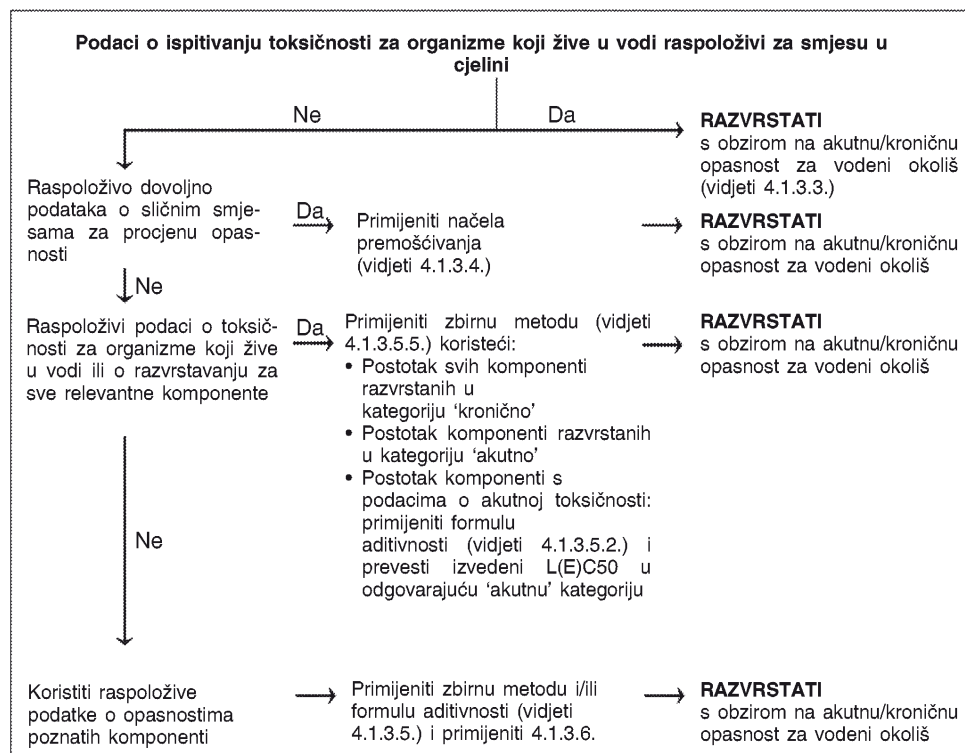 Podaci o ispitivanju toksičnosti za organizme koji žive u vodi raspoloživi za smjesu u
cjelini
Ne
Da
RAZVRSTATI
s obzirom na akutnu/kroničnu
opasnost za vodeni okoliš
(vidjeti 4.1.3.3.)
Raspoloživo dovoljno
podataka o sličnim smje-
sama za procjenu opas-
nosti
Da
Primijeniti načela
premošćivanja
(vidjeti 4.1.3.4.)
RAZVRSTATI
s obzirom na akutnu/kroničnu
opasnost za vodeni okoliš
Ne
Raspoloživi podaci o toksič-
nosti za organizme koji žive
u vodi ili o razvrstavanju za
sve relevantne komponente
Da
Primijeniti zbirnu metodu (vidjeti
4.1.3.5.5.) koristeći:
• Postotak svih komponenti
razvrstanih u
kategoriju ‘kronično’
• Postotak komponenti razvrstanih
u kategoriju ‘akutno’
• Postotak komponenti s
podacima o akutnoj toksičnosti:
primijeniti formulu
aditivnosti (vidjeti 4.1.3.5.2.) i
prevesti izvedeni L(E)C50 u
odgovarajuću ‘akutnu’ kategoriju
RAZVRSTATI
s obzirom na akutnu/kroničnu
opasnost za vodeni okoliš
Ne
Koristiti raspoložive
podatke o opasnostima
poznatih komponenti
Primijeniti zbirnu metodu i/ili
formulu aditivnosti (vidjeti
4.1.3.5.) i primijeniti 4.1.3.6.
RAZVRSTATI
s obzirom na akutnu/kroničnu
opasnost za vodeni okoliš